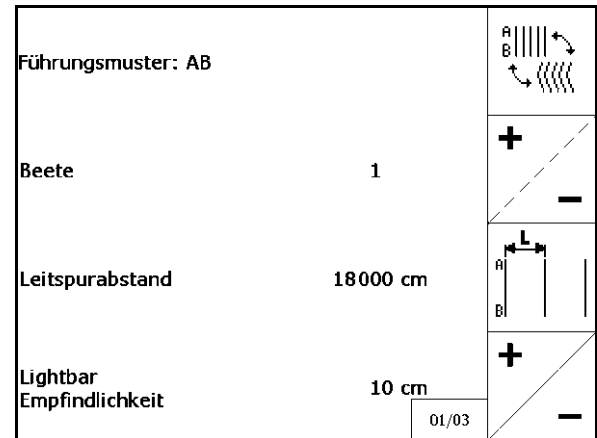 Führungsmuster: AB
A
B
Beete 1
+
−
Leitspurabstand 18000 cm
L
A
B
Lightbar
Empfindlichkeit 10 cm
+
−
01/03